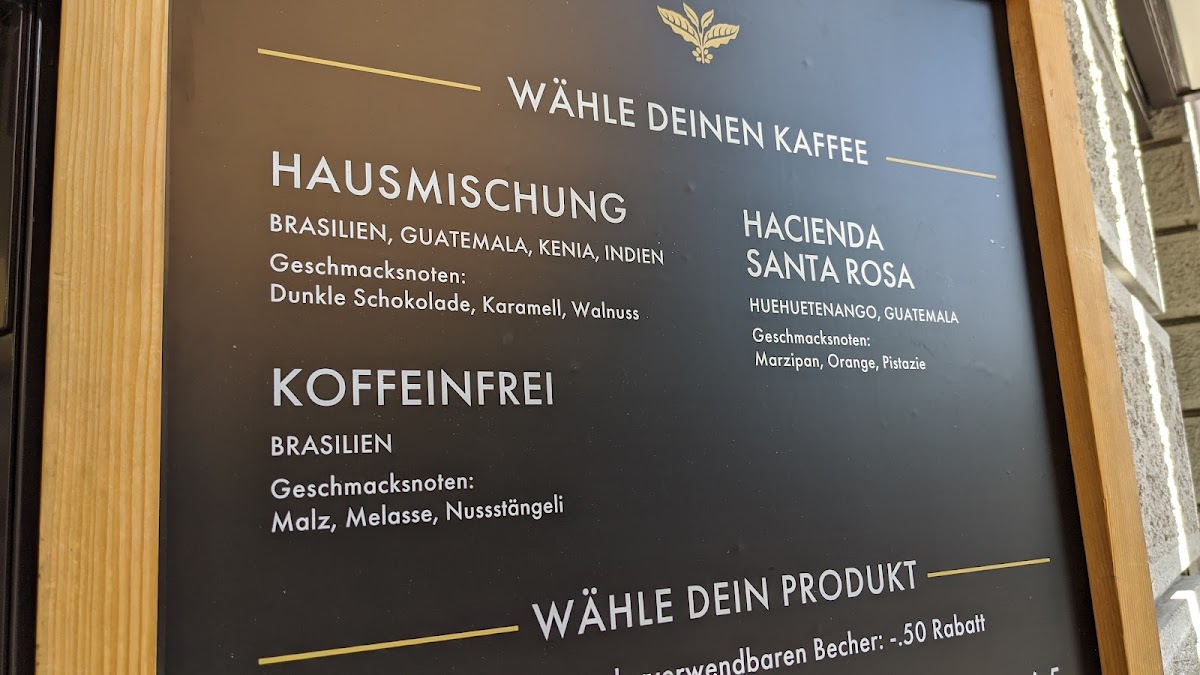 WÄHLE DEINEN KAFFEE
HAUSMISCHUNG
BRASILIEN, GUATEMALA, KENIA, INDIEN
Geschmacksnoten:
Dunkle Schokolade, Karamell, Walnuss
KOFFEINFREI
BRASILIEN
Geschmacksnoten:
Malz, Melasse, Nussstängeli
HACIENDA
SANTA ROSA
HUEHUETENANGO, GUATEMALA
Geschmacksnoten:
Marzipan, Orange, Pistazie
WÄHLE DEIN PRODUKT
Becher: -.50 Rabatt